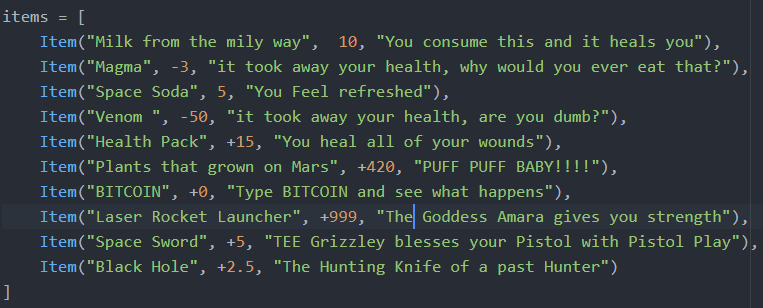 items = [
    Item("Milk from the mily way",  10, "You consume this and it heals you"),
    Item("Magma", -3, "it took away your health, why would you ever eat that?"),
    Item("Space Soda", 5, "You Feel refreshed"),
    Item("Venom ", -50, "it took away your health, are you dumb?"),
    Item("Health Pack", +15, "You heal all of your wounds"),
    Item("Plants that grown on Mars", +420, "PUFF PUFF BABY!!!!"),
    Item("BITCOIN", +0, "Type BITCOIN and see what happens"),
    Item("Laser Rocket Launcher", +999, "The Goddess Amara gives you strength"),
    Item("Space Sword", +5, "TEE Grizzley blesses your Pistol with Pistol Play"),
    Item("Black Hole", +2.5, "The Hunting Knife of a past Hunter")
]